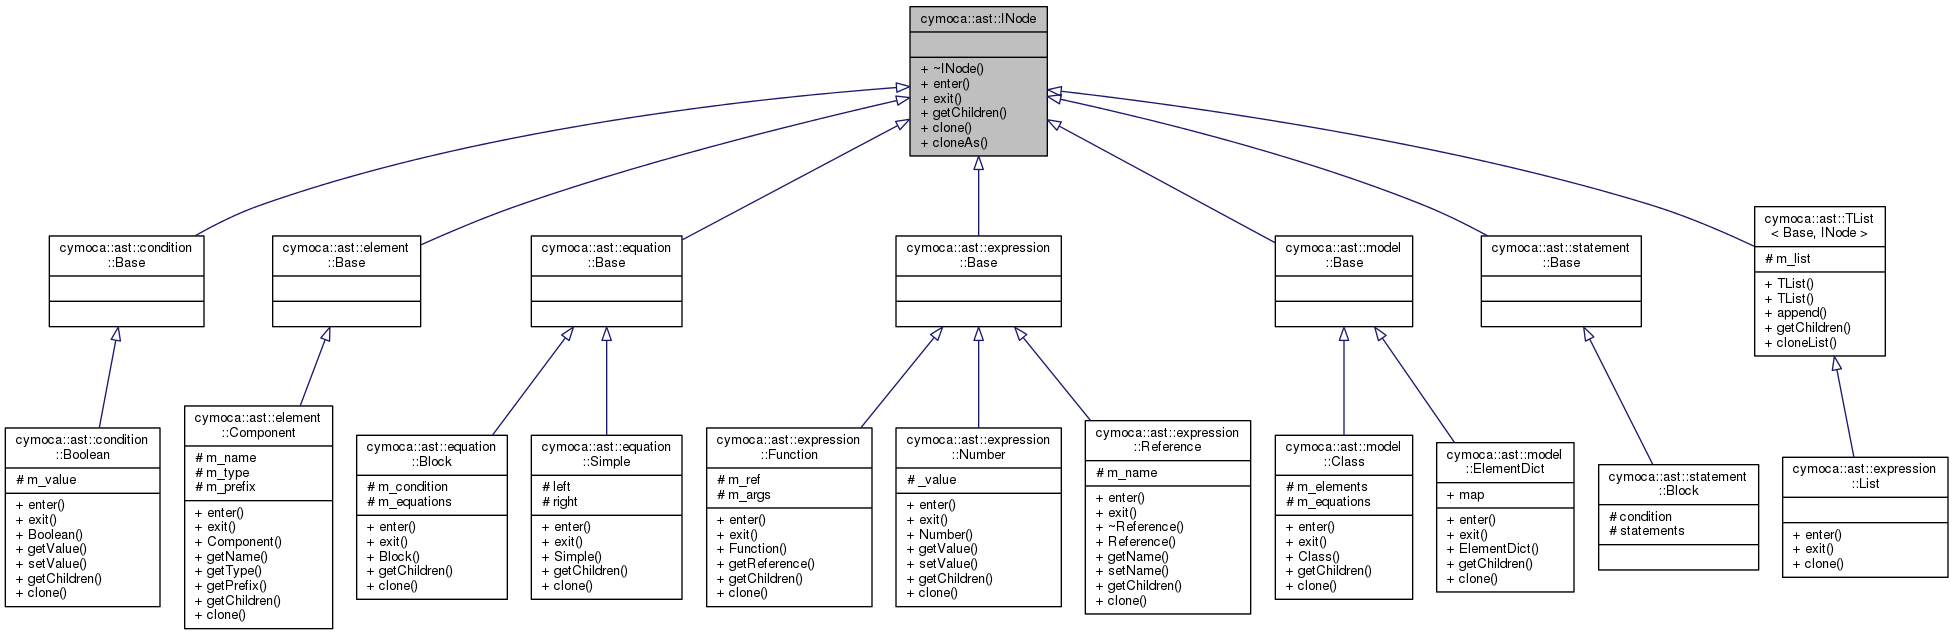 cymoca::ast::INode
+ ~INode()
+ enter()
+ exit()
+ getChildren()
+ clone()
+ cloneAs()
cymoca::ast::condition
::Base
cymoca::ast::element
::Base
cymoca::ast::equation
::Base
cymoca::ast::expression
::Base
cymoca::ast::model
::Base
cymoca::ast::statement
::Base
cymoca::ast::TList
< Base, INode >
# m_list
+ TList()
+ TList()
+ append()
+ getChildren()
+ cloneList()
cymoca::ast::condition
::Boolean
# m_value
+ enter()
+ exit()
+ Boolean()
+ getValue()
+ setValue()
+ getChildren()
+ clone()
cymoca::ast::element
::Component
# m_name
# m_type
# m_prefix
+ enter()
+ exit()
+ Component()
+ getName()
+ getType()
+ getPrefix()
+ getChildren()
+ clone()
cymoca::ast::equation
::Block
# m_condition
# m_equations
+ enter()
+ exit()
+ Block()
+ getChildren()
+ clone()
cymoca::ast::equation
::Simple
# left
# right
+ enter()
+ exit()
+ Simple()
+ getChildren()
+ clone()
cymoca::ast::expression
::Function
# m_ref
# m_args
+ enter()
+ exit()
+ Function()
+ getReference()
+ getChildren()
+ clone()
cymoca::ast::expression
::Number
# _value
+ enter()
+ exit()
+ Number()
+ getValue()
+ setValue()
+ getChildren()
+ clone()
cymoca::ast::expression
::Reference
# m_name
+ enter()
+ exit()
+ ~Reference()
+ Reference()
+ getName()
+ setName()
+ getChildren()
+ clone()
cymoca::ast::model
::Class
# m_elements
# m_equations
+ enter()
+ exit()
+ Class()
+ getChildren()
+ clone()
cymoca::ast::model
::ElementDict
+ map
+ enter()
+ exit()
+ ElementDict()
+ getChildren()
+ clone()
cymoca::ast::statement
::Block
# condition
# statements
cymoca::ast::expression
::List
+ enter()
+ exit()
+ clone()